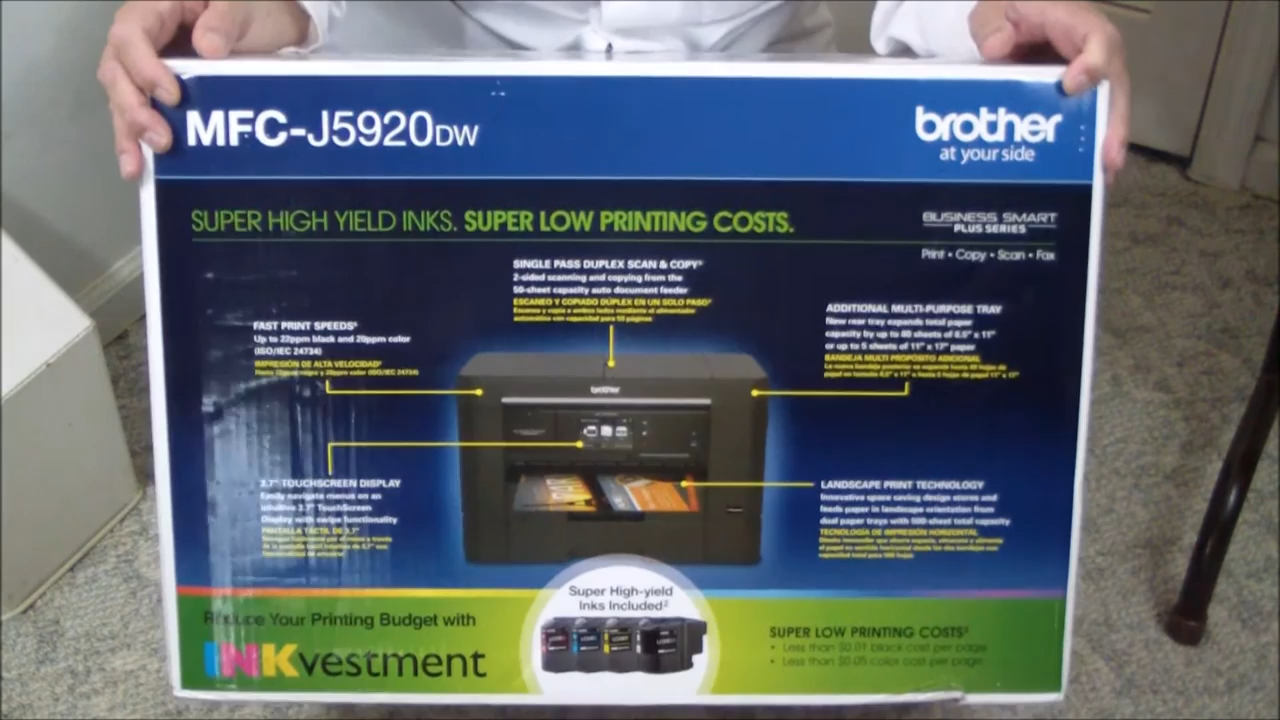 MFC-J5920DW
brother
at your side
SUPER HIGH YIELD INKS. SUPER LOW PRINTING COSTS.
BUSINESS SMART
PLUS SERIES
Print • Copy • Scan • Fax
SINGLE PASS DUPLEX SCAN & COPY
2-sided scanning and copying from the
50-sheet capacity auto document feeder
ESCANEO Y COPIADO DÚPLEX EN UN SOLO PASO
FAST PRINT SPEEDS
Up to 22ppm black and 20ppm color
(ISO/IEC 24734)
IMPRESIÓN DE ALTA VELOCIDAD
ADDITIONAL MULTI-PURPOSE TRAY
New rear tray expands total paper
capacity by up to 80 sheets of 8.5" x 11"
or up to 5 sheets of 11" x 17" paper
BANDEJA MULTI PROPÓSITO ADICIONAL
brother
3.7" TOUCHSCREEN DISPLAY
Easily navigate menus on an
intuitive 3.7" TouchScreen
Display with swipe functionality
PANTALLA TÁCTIL DE 3.7"
LANDSCAPE PRINT TECHNOLOGY
Innovative space saving design stores and
feeds paper in landscape orientation from
dual paper trays with 500-sheet total capacity
TECNOLOGÍA DE IMPRESIÓN HORIZONTAL
Super High-yield
Inks Included²
Reduce Your Printing Budget with
INKvestment
SUPER LOW PRINTING COSTS
• Less than $0.01 black cost per page
• Less than $0.05 color cost per page